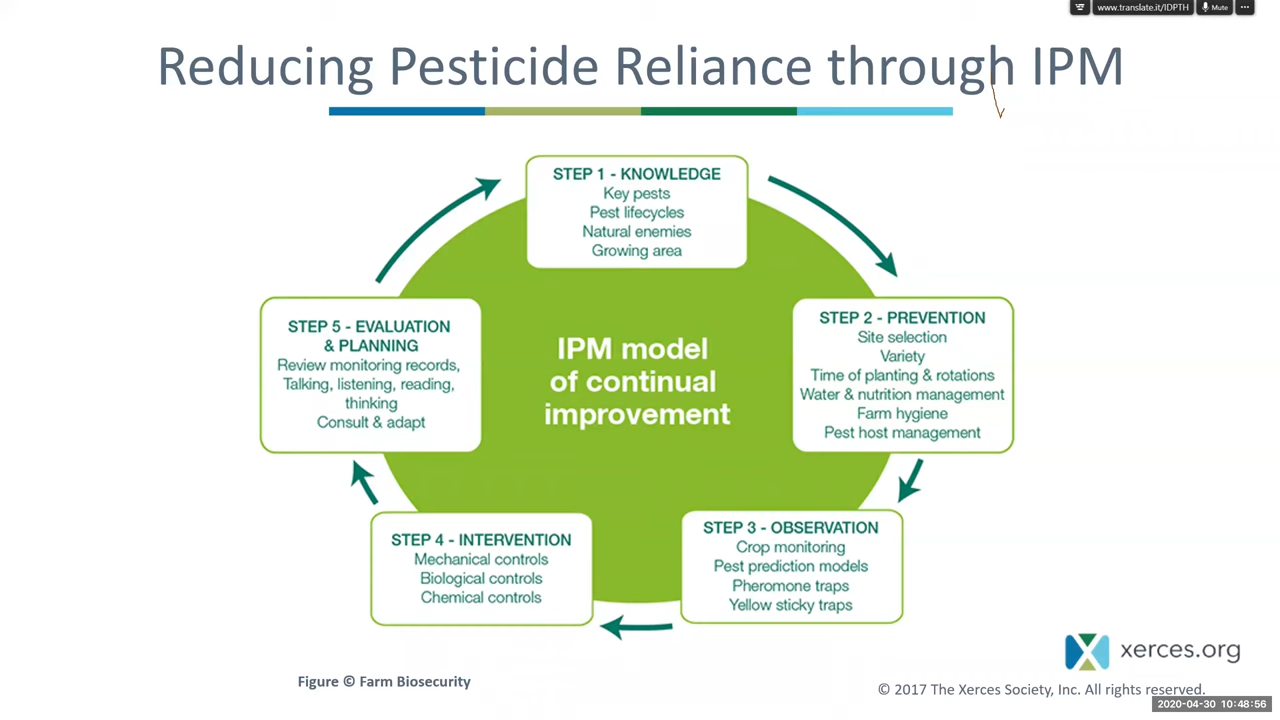 www.translate.it/IDPTH
Mute
Reducing Pesticide Reliance through IPM
STEP 1 - KNOWLEDGE
Key pests
Pest lifecycles
Natural enemies
Growing area
STEP 2 - PREVENTION
Site selection
Variety
Time of planting & rotations
Water & nutrition management
Farm hygiene
Pest host management
STEP 3 - OBSERVATION
Crop monitoring
Pest prediction models
Pheromone traps
Yellow sticky traps
STEP 4 - INTERVENTION
Mechanical controls
Biological controls
Chemical controls
STEP 5 - EVALUATION
& PLANNING
Review monitoring records,
Talking, listening, reading,
thinking
Consult & adapt
IPM model
of continual
improvement
xerces.org
Figure © Farm Biosecurity
© 2017 The Xerces Society, Inc. All rights reserved.
2020-04-30 10:48:56